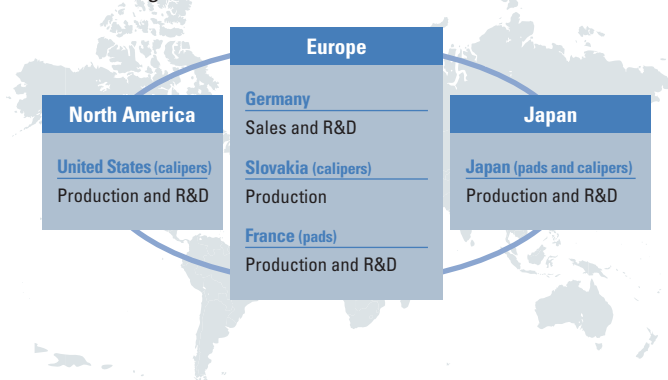 Europe
Germany
Sales and R&D
Slovakia (calipers)
Production
France (pads)
Production and R&D
North America
United States (calipers)
Production and R&D
Japan
Japan (pads and calipers)
Production and R&D